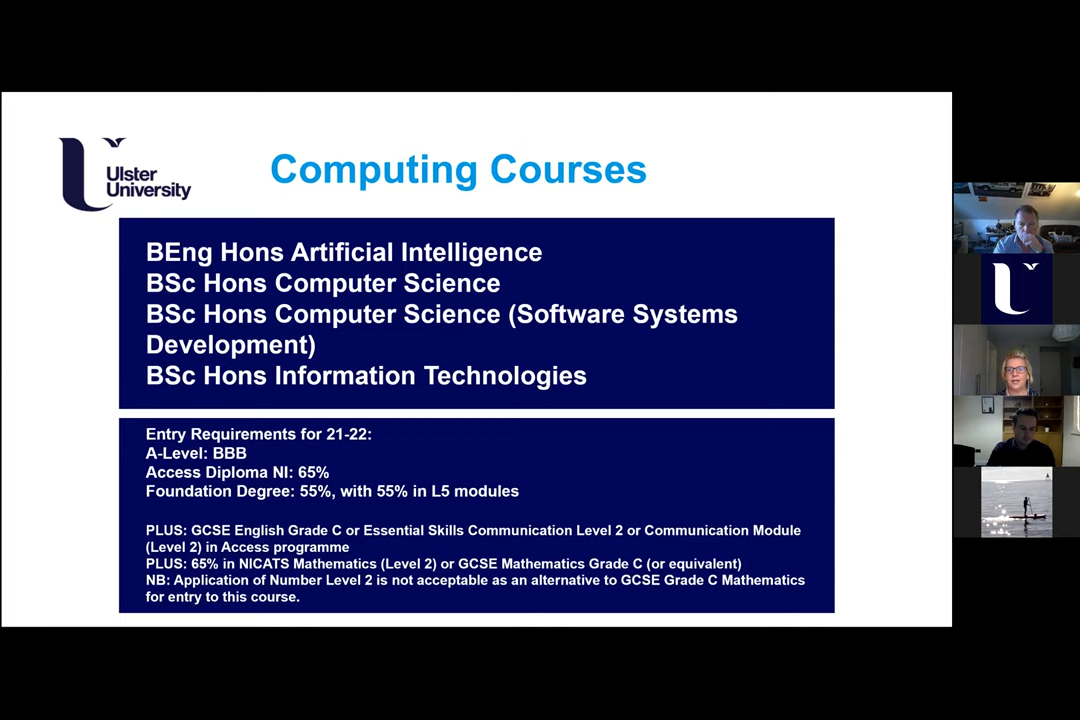 Ulster
University
Computing Courses
BEng Hons Artificial Intelligence
BSc Hons Computer Science
BSc Hons Computer Science (Software Systems
Development)
BSc Hons Information Technologies
Entry Requirements for 21-22:
A-Level: BBB
Access Diploma NI: 65%
Foundation Degree: 55%, with 55% in L5 modules
PLUS: GCSE English Grade C or Essential Skills Communication Level 2 or Communication Module
(Level 2) in Access programme
PLUS: 65% in NICATS Mathematics (Level 2) or GCSE Mathematics Grade C (or equivalent)
NB: Application of Number Level 2 is not acceptable as an alternative to GCSE Grade C Mathematics
for entry to this course.